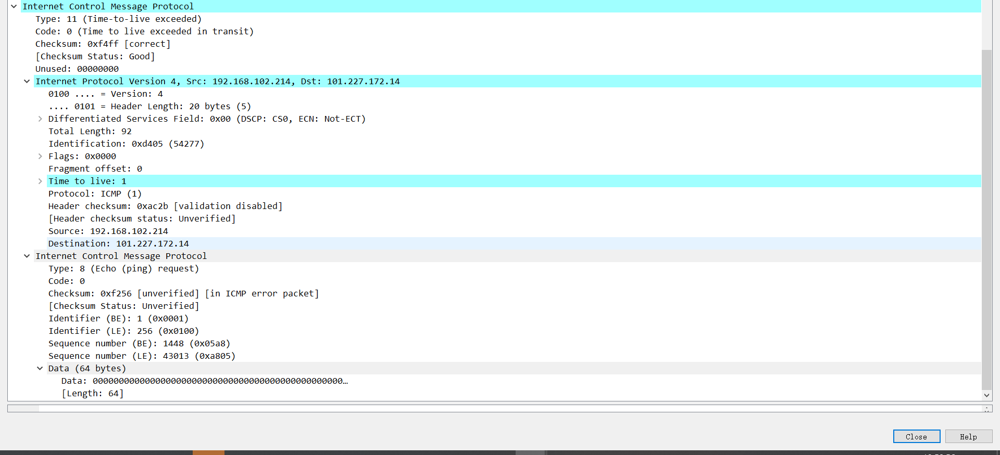 Internet Control Message Protocol
Type: 11 (Time-to-live exceeded)
Code: 0 (Time to live exceeded in transit)
Checksum: 0xf4ff [correct]
[Checksum Status: Good]
Unused: 00000000
Internet Protocol Version 4, Src: 192.168.102.214, Dst: 101.227.172.14
0100 .... = Version: 4
.... 0101 = Header Length: 20 bytes (5)
Differentiated Services Field: 0x00 (DSCP: CS0, ECN: Not-ECT)
Total Length: 92
Identification: 0xd405 (54277)
Flags: 0x0000
Fragment offset: 0
Time to live: 1
Protocol: ICMP (1)
Header checksum: 0xac2b [validation disabled]
[Header checksum status: Unverified]
Source: 192.168.102.214
Destination: 101.227.172.14
Internet Control Message Protocol
Type: 8 (Echo (ping) request)
Code: 0
Checksum: 0xf256 [unverified] [in ICMP error packet]
[Checksum Status: Unverified]
Identifier (BE): 1 (0x0001)
Identifier (LE): 256 (0x0100)
Sequence number (BE): 1448 (0x05a8)
Sequence number (LE): 43013 (0xa805)
Data (64 bytes)
Data: 000000000000000000000000000000000000000000000000…
[Length: 64]
Close Help